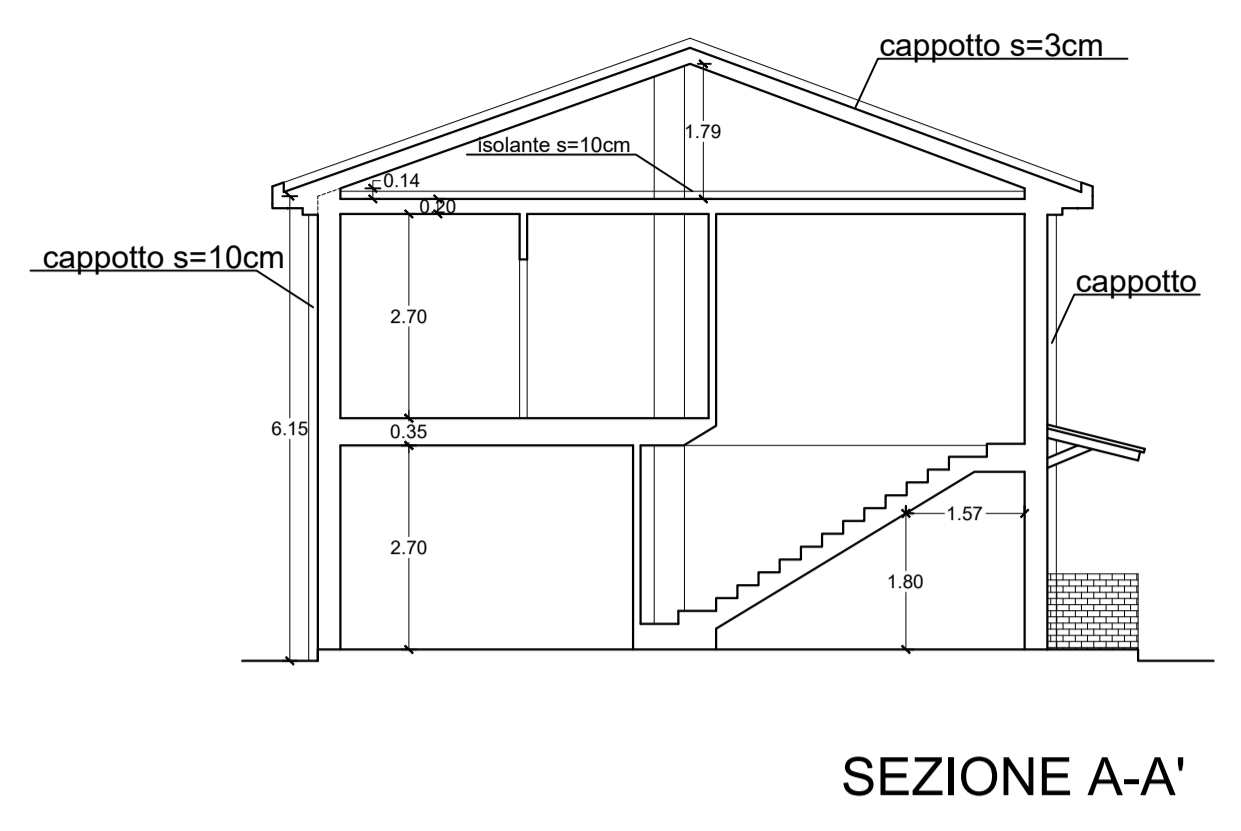 cappotto s=3cm
1.79
isolante s=10cm
0.14
0.20
cappotto s=10cm
cappotto
2.70
6.15
0.35
1.57
2.70
1.80
SEZIONE A-A'